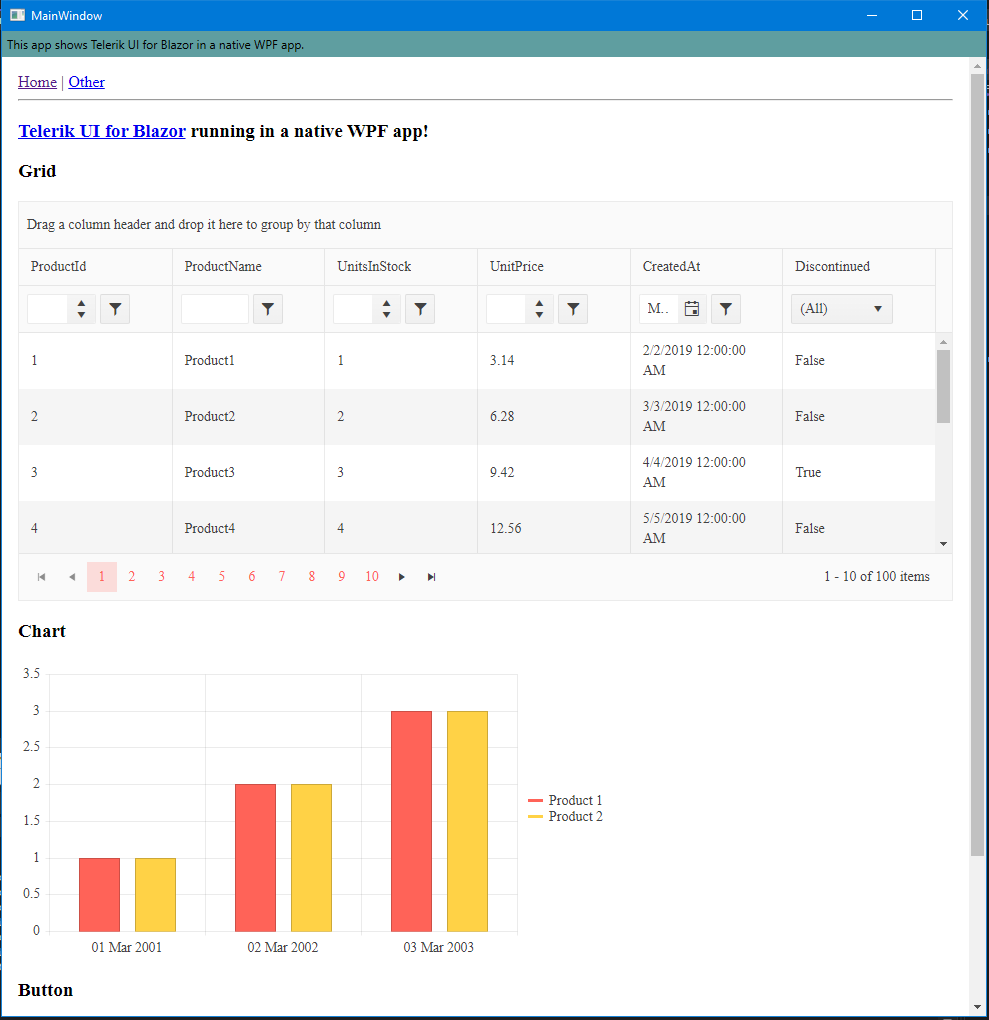 MainWindow
This app shows Telerik UI for Blazor in a native WPF app.
Home | Other
Telerik UI for Blazor running in a native WPF app!
Grid
Drag a column header and drop it here to group by that column
ProductId ProductName UnitsInStock UnitPrice CreatedAt Discontinued
M.. (All)
1 Product1 1 3.14 2/2/2019 12:00:00 AM False
2 Product2 2 6.28 3/3/2019 12:00:00 AM False
3 Product3 3 9.42 4/4/2019 12:00:00 AM True
4 Product4 4 12.56 5/5/2019 12:00:00 AM False
1 2 3 4 5 6 7 8 9 10 1 - 10 of 100 items
Chart
3.5
3
2.5
2
1.5
1
0.5
0
Product 1
Product 2
01 Mar 2001 02 Mar 2002 03 Mar 2003
Button